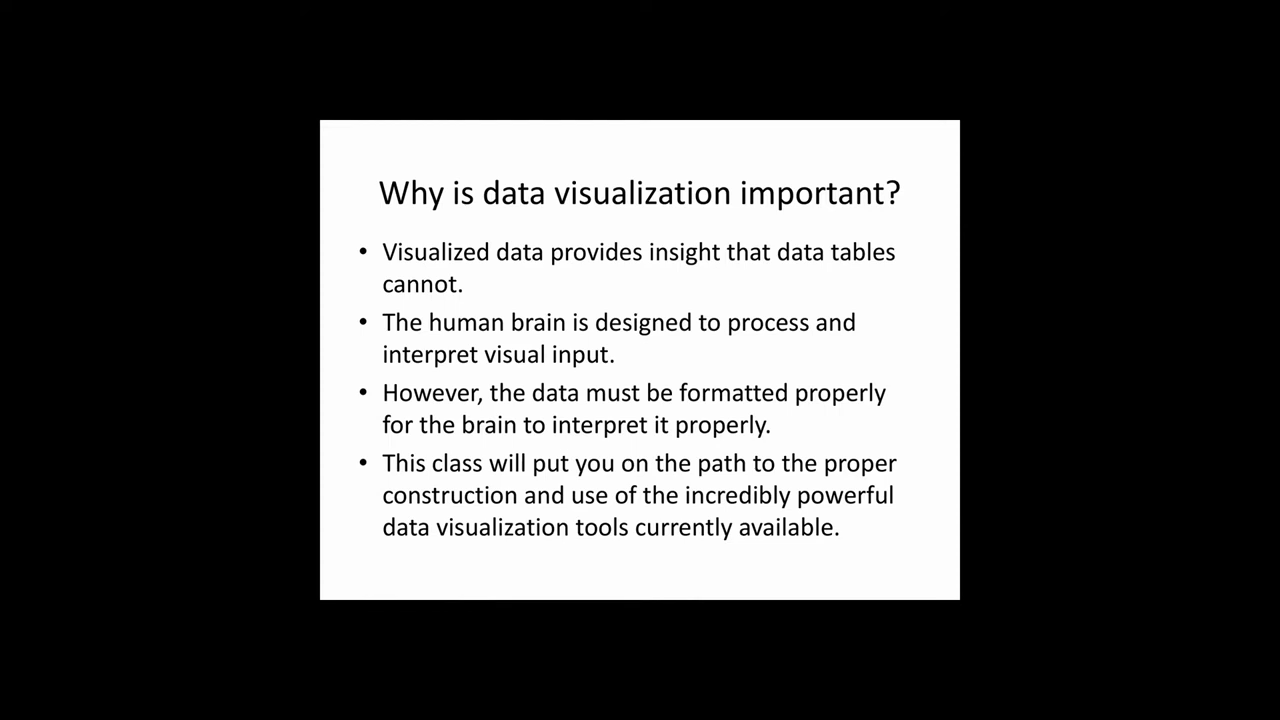 Why is data visualization important?
• Visualized data provides insight that data tables
cannot.
• The human brain is designed to process and
interpret visual input.
• However, the data must be formatted properly
for the brain to interpret it properly.
• This class will put you on the path to the proper
construction and use of the incredibly powerful
data visualization tools currently available.